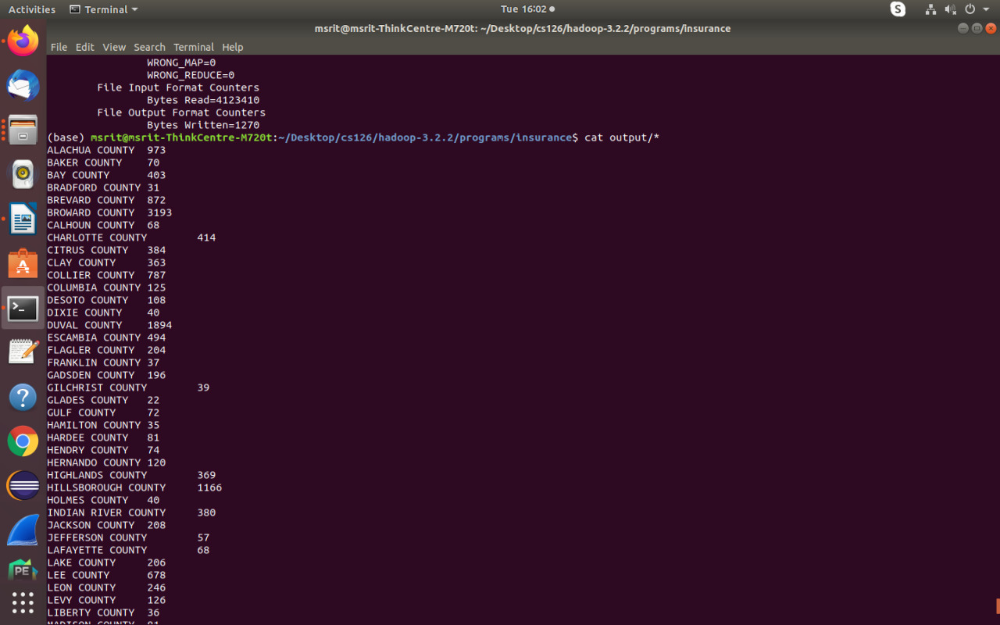 Activities Terminal Tue 16:02
msrit@msrit-ThinkCentre-M720t: ~/Desktop/cs126/hadoop-3.2.2/programs/insurance
File Edit View Search Terminal Help
WRONG_MAP=0
WRONG_REDUCE=0
File Input Format Counters
Bytes Read=4123410
File Output Format Counters
Bytes Written=1270
(base) msrit@msrit-ThinkCentre-M720t:~/Desktop/cs126/hadoop-3.2.2/programs/insurance$ cat output/*
ALACHUA COUNTY 973
BAKER COUNTY 70
BAY COUNTY 403
BRADFORD COUNTY 31
BREVARD COUNTY 872
BROWARD COUNTY 3193
CALHOUN COUNTY 68
CHARLOTTE COUNTY 414
CITRUS COUNTY 384
CLAY COUNTY 363
COLLIER COUNTY 787
COLUMBIA COUNTY 125
DESOTO COUNTY 108
DIXIE COUNTY 40
DUVAL COUNTY 1894
ESCAMBIA COUNTY 494
FLAGLER COUNTY 204
FRANKLIN COUNTY 37
GADSDEN COUNTY 196
GILCHRIST COUNTY 39
GLADES COUNTY 22
GULF COUNTY 72
HAMILTON COUNTY 35
HARDEE COUNTY 81
HENDRY COUNTY 74
HERNANDO COUNTY 120
HIGHLANDS COUNTY 369
HILLSBOROUGH COUNTY 1166
HOLMES COUNTY 40
INDIAN RIVER COUNTY 380
JACKSON COUNTY 208
JEFFERSON COUNTY 57
LAFAYETTE COUNTY 68
LAKE COUNTY 206
LEE COUNTY 678
LEON COUNTY 246
LEVY COUNTY 126
LIBERTY COUNTY 36
MADISON COUNTY 81
PE